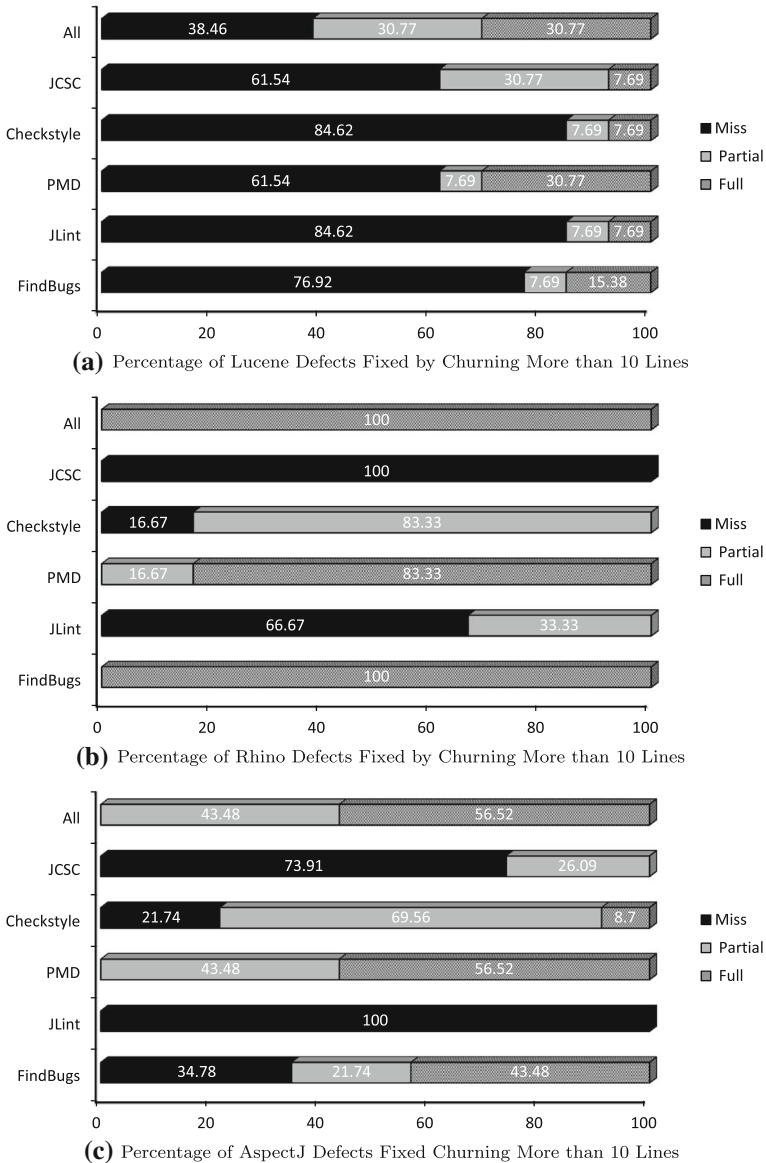 All 38.46 30.77 30.77
JCSC 61.54 30.77 7.69
Checkstyle 84.62 7.69 7.69
PMD 61.54 7.69 30.77
JLint 84.62 7.69 7.69
FindBugs 76.92 7.69 15.38
0 20 40 60 80 100
Miss
Partial
Full
(a) Percentage of Lucene Defects Fixed by Churning More than 10 Lines
All 100
JCSC 100
Checkstyle 16.67 83.33
PMD 16.67 83.33
JLint 66.67 33.33
FindBugs 100
0 20 40 60 80 100
Miss
Partial
Full
(b) Percentage of Rhino Defects Fixed by Churning More than 10 Lines
All 43.48 56.52
JCSC 73.91 26.09
Checkstyle 21.74 69.56 8.7
PMD 43.48 56.52
JLint 100
FindBugs 34.78 21.74 43.48
0 20 40 60 80 100
Miss
Partial
Full
(c) Percentage of AspectJ Defects Fixed Churning More than 10 Lines